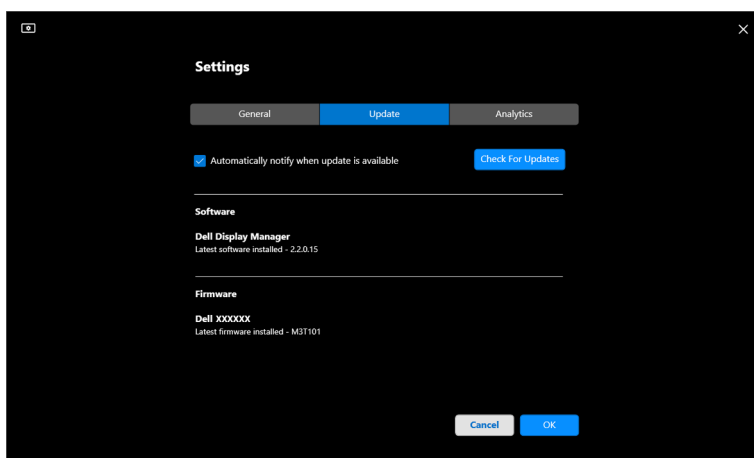 Settings
General Update Analytics
Automatically notify when update is available Check For Updates
Software
Dell Display Manager
Latest software installed - 2.2.0.15
Firmware
Dell XXXXXX
Latest firmware installed - M3T101
Cancel OK